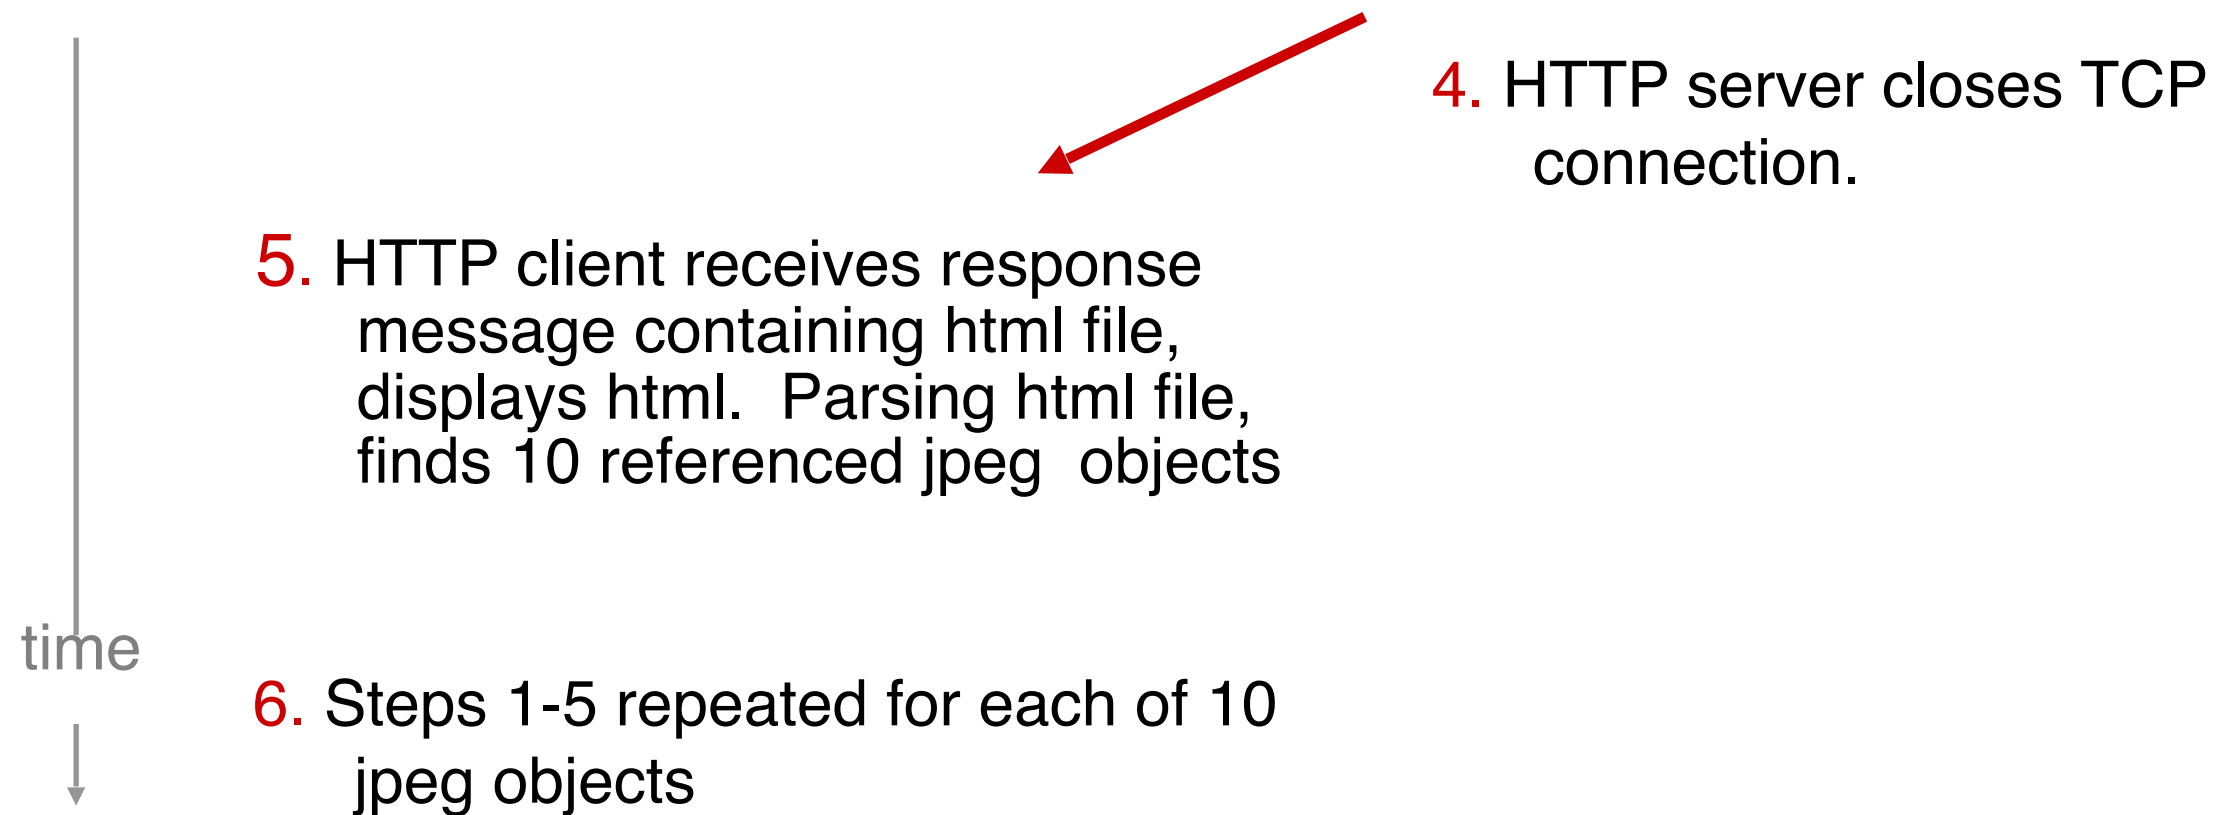 4. HTTP server closes TCP
connection.
5. HTTP client receives response
message containing html file,
displays html.  Parsing html file,
finds 10 referenced jpeg  objects
time
6. Steps 1-5 repeated for each of 10
jpeg objects